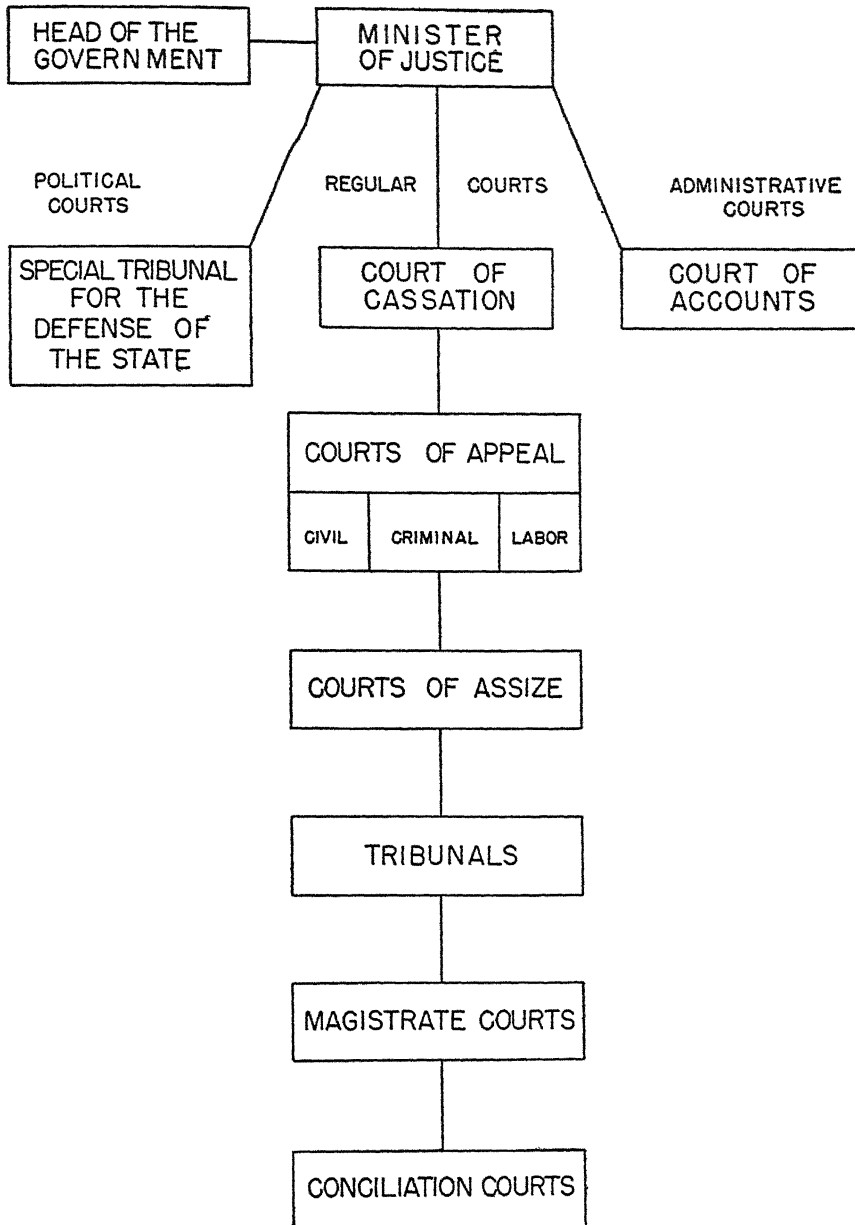 HEAD OF THE
GOVERNMENT
MINISTER
OF JUSTICE
POLITICAL
COURTS
REGULAR COURTS
ADMINISTRATIVE
COURTS
SPECIAL TRIBUNAL
FOR THE
DEFENSE OF
THE STATE
COURT OF
CASSATION
COURT OF
ACCOUNTS
COURTS OF APPEAL
CIVIL
CRIMINAL
LABOR
COURTS OF ASSIZE
TRIBUNALS
MAGISTRATE COURTS
CONCILIATION COURTS